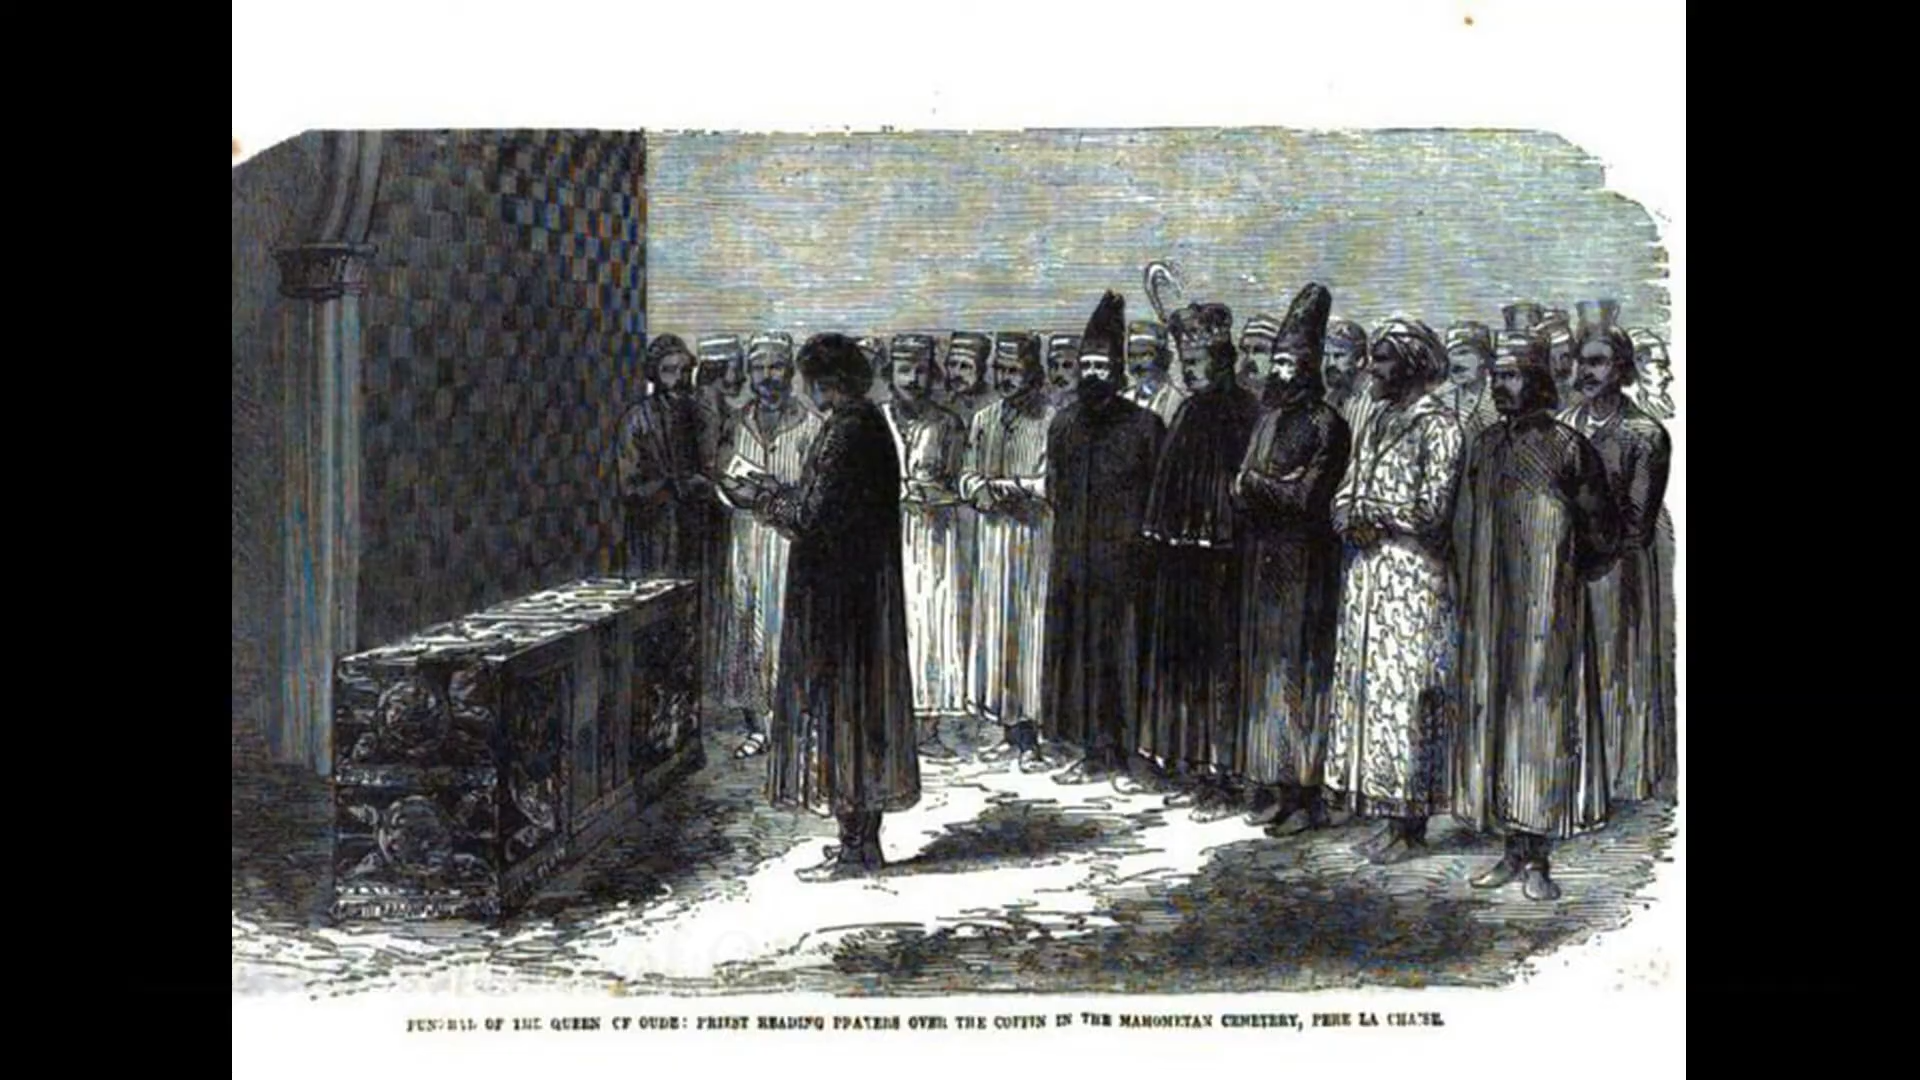 FUNERAL OF THE QUEEN OF OUDE: PRIEST READING PRAYERS OVER THE COFFIN IN THE MAHOMETAN CEMETERY, PERE LA CHAISE.